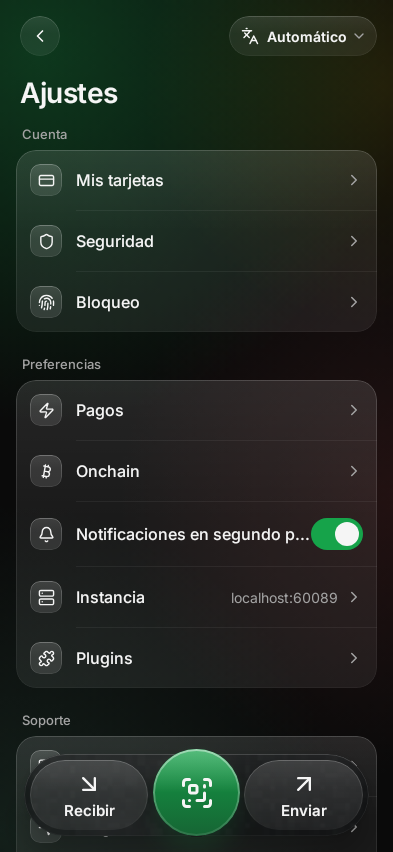 Automático
Ajustes
Cuenta
Mis tarjetas
Seguridad
Bloqueo
Preferencias
Pagos
Onchain
Notificaciones en segundo p...
Instancia localhost:60089
Plugins
Soporte
Recibir
Enviar